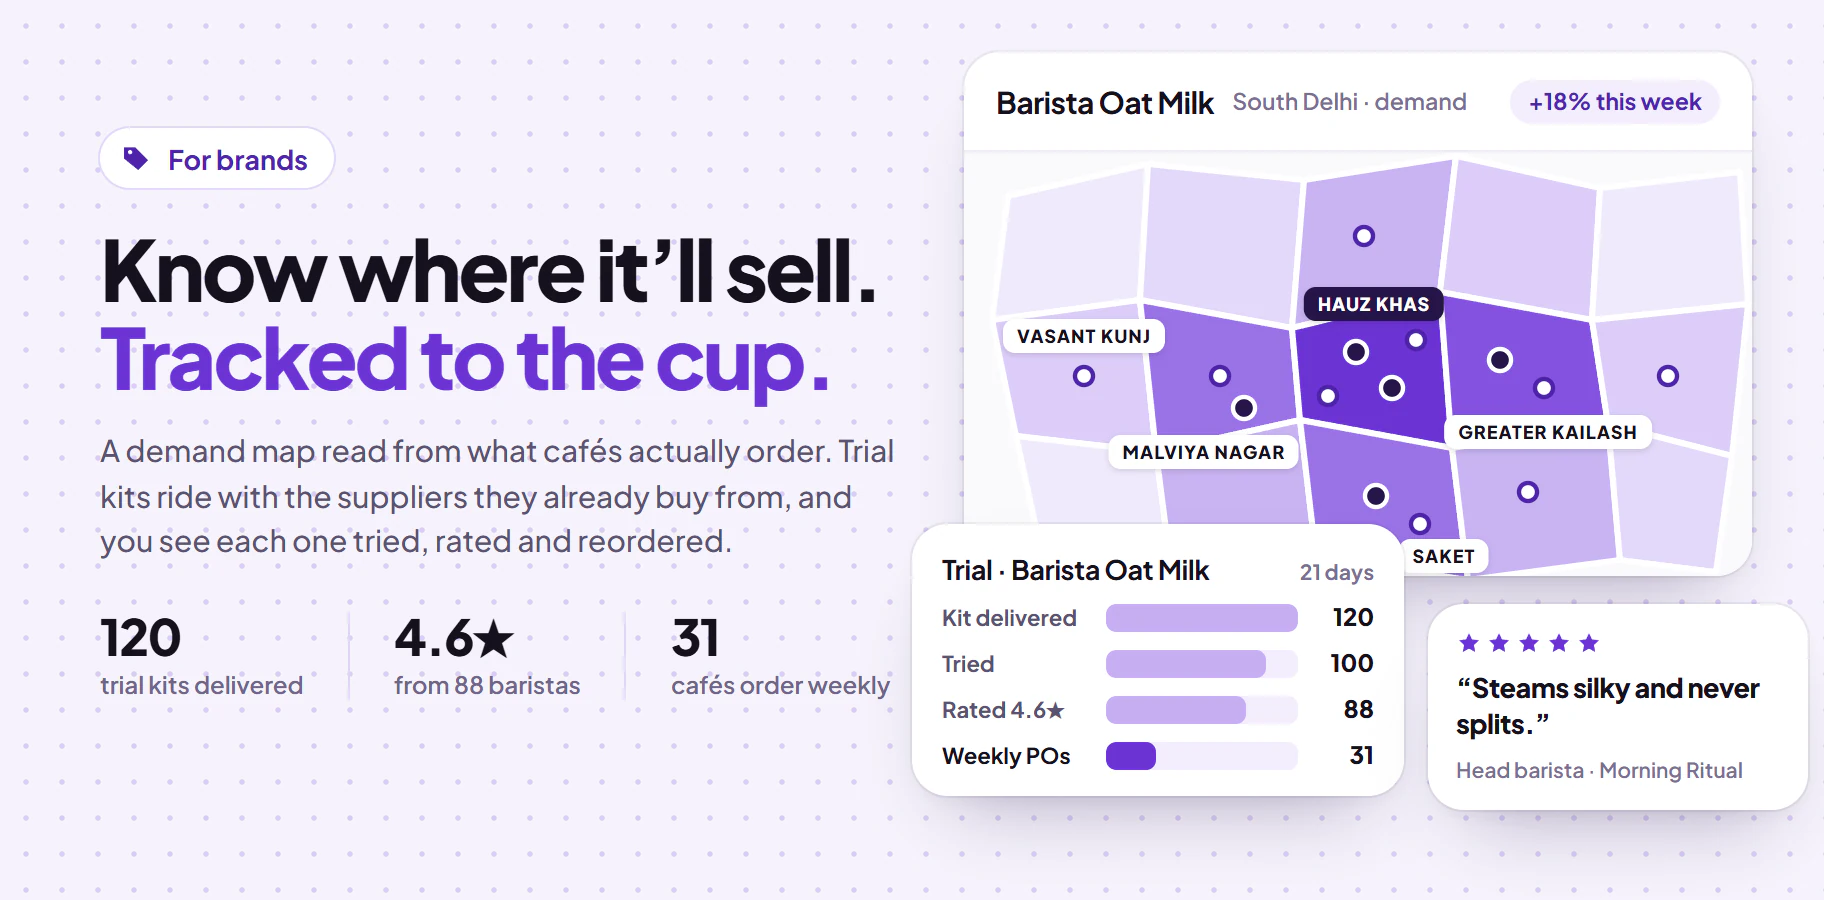 For brands
Know where it’ll sell.
Tracked to the cup.
A demand map read from what cafés actually order. Trial
kits ride with the suppliers they already buy from, and
you see each one tried, rated and reordered.
120
trial kits delivered
4.6★
from 88 baristas
31
cafés order weekly
Barista Oat Milk South Delhi · demand +18% this week
HAUZ KHAS
VASANT KUNJ
GREATER KAILASH
MALVIYA NAGAR
SAKET
Trial · Barista Oat Milk 21 days
Kit delivered 120
Tried 100
Rated 4.6★ 88
Weekly POs 31
★★★★★
“Steams silky and never
splits.”
Head barista · Morning Ritual